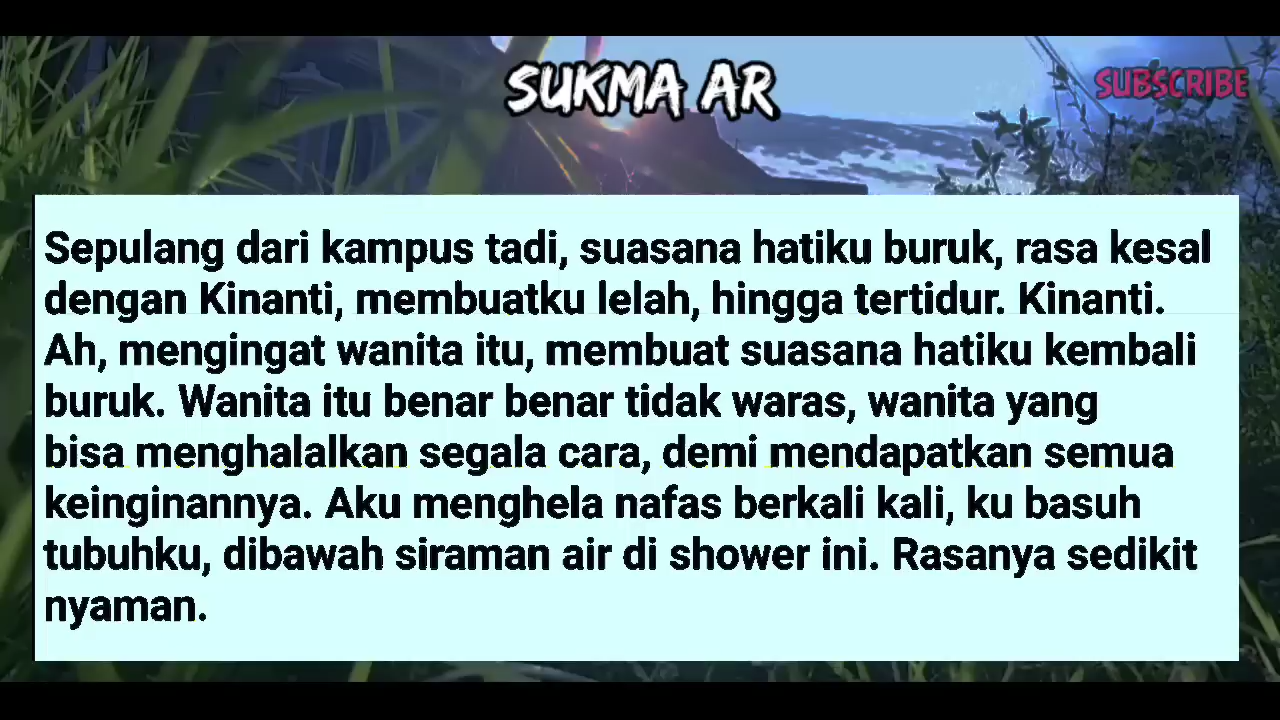 SUKMA AR
SUBSCRIBE
Sepulang dari kampus tadi, suasana hatiku buruk, rasa kesal
dengan Kinanti, membuatku lelah, hingga tertidur. Kinanti.
Ah, mengingat wanita itu, membuat suasana hatiku kembali
buruk. Wanita itu benar benar tidak waras, wanita yang
bisa menghalalkan segala cara, demi mendapatkan semua
keinginannya. Aku menghela nafas berkali kali, ku basuh
tubuhku, dibawah siraman air di shower ini. Rasanya sedikit
nyaman.